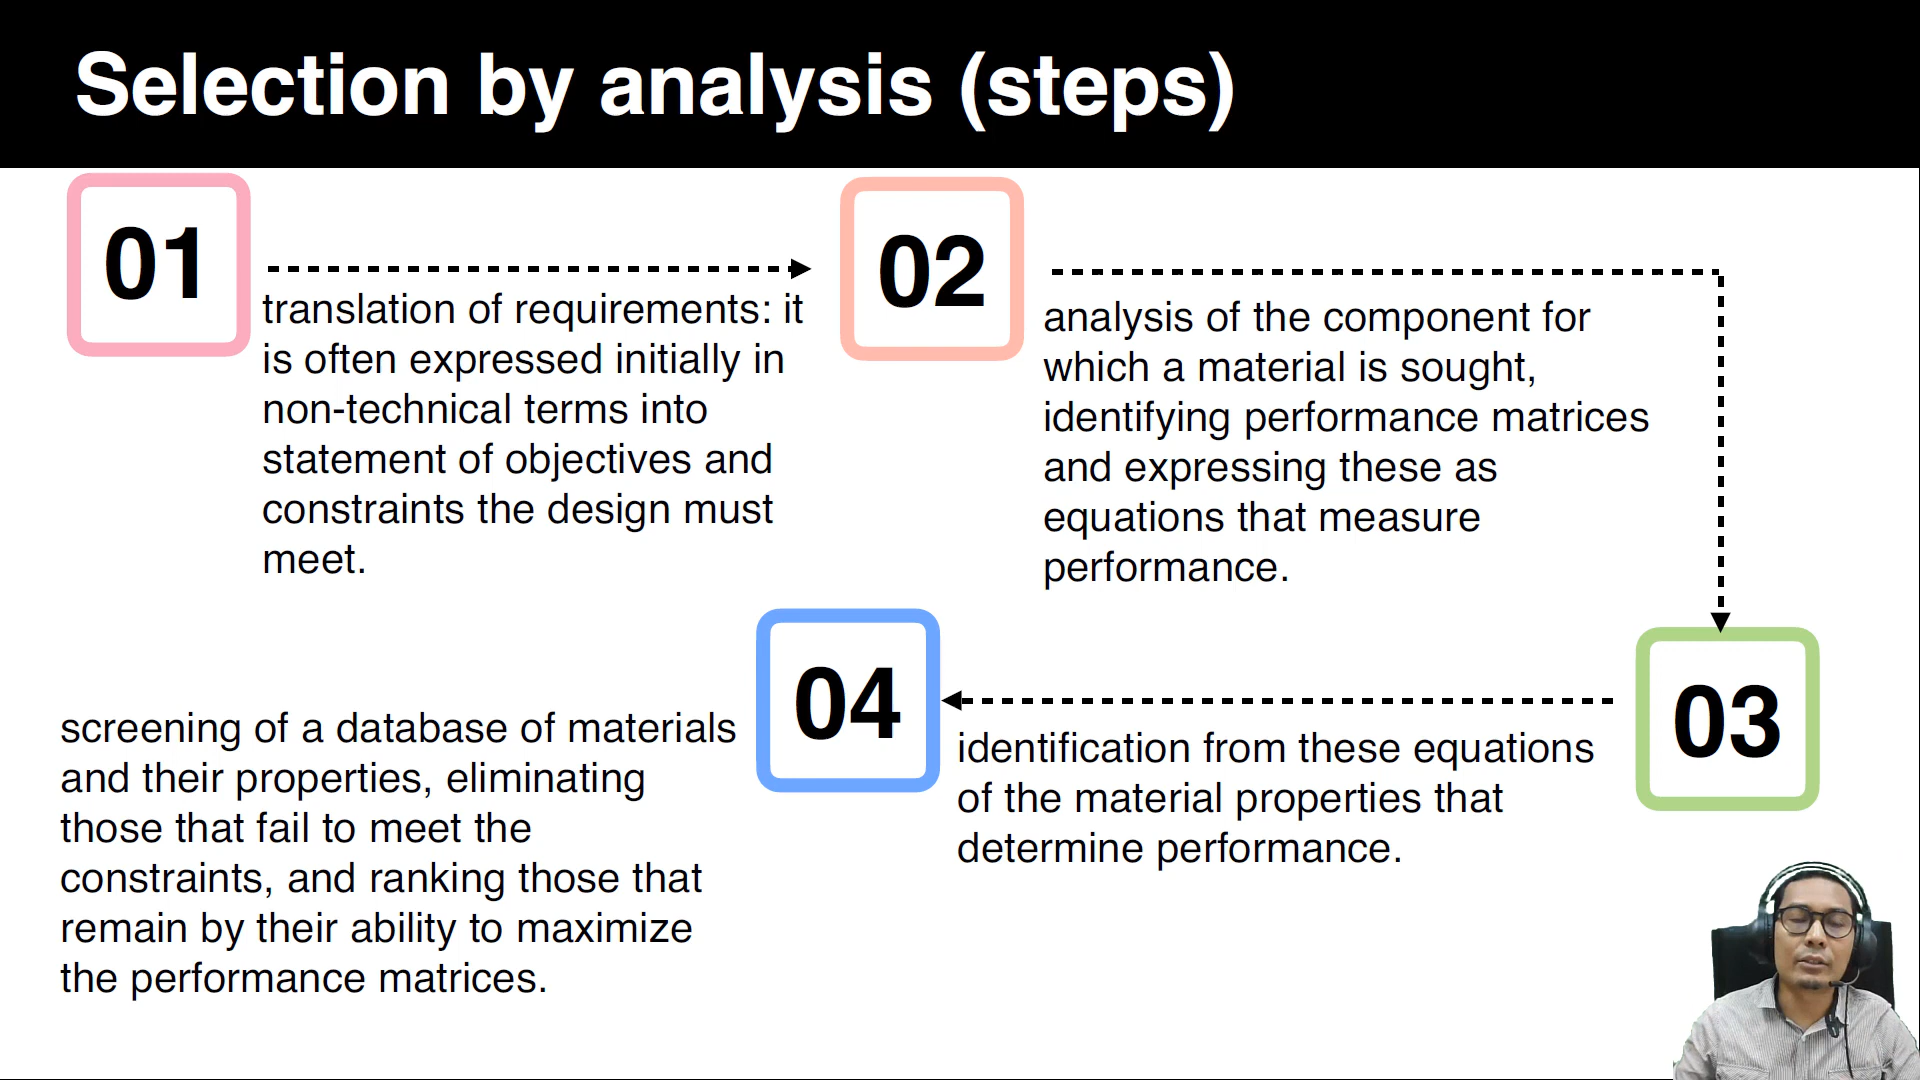 Selection by analysis (steps)
01
translation of requirements: it
is often expressed initially in
non-technical terms into
statement of objectives and
constraints the design must
meet.
02
analysis of the component for
which a material is sought,
identifying performance matrices
and expressing these as
equations that measure
performance.
03
identification from these equations
of the material properties that
determine performance.
04
screening of a database of materials
and their properties, eliminating
those that fail to meet the
constraints, and ranking those that
remain by their ability to maximize
the performance matrices.